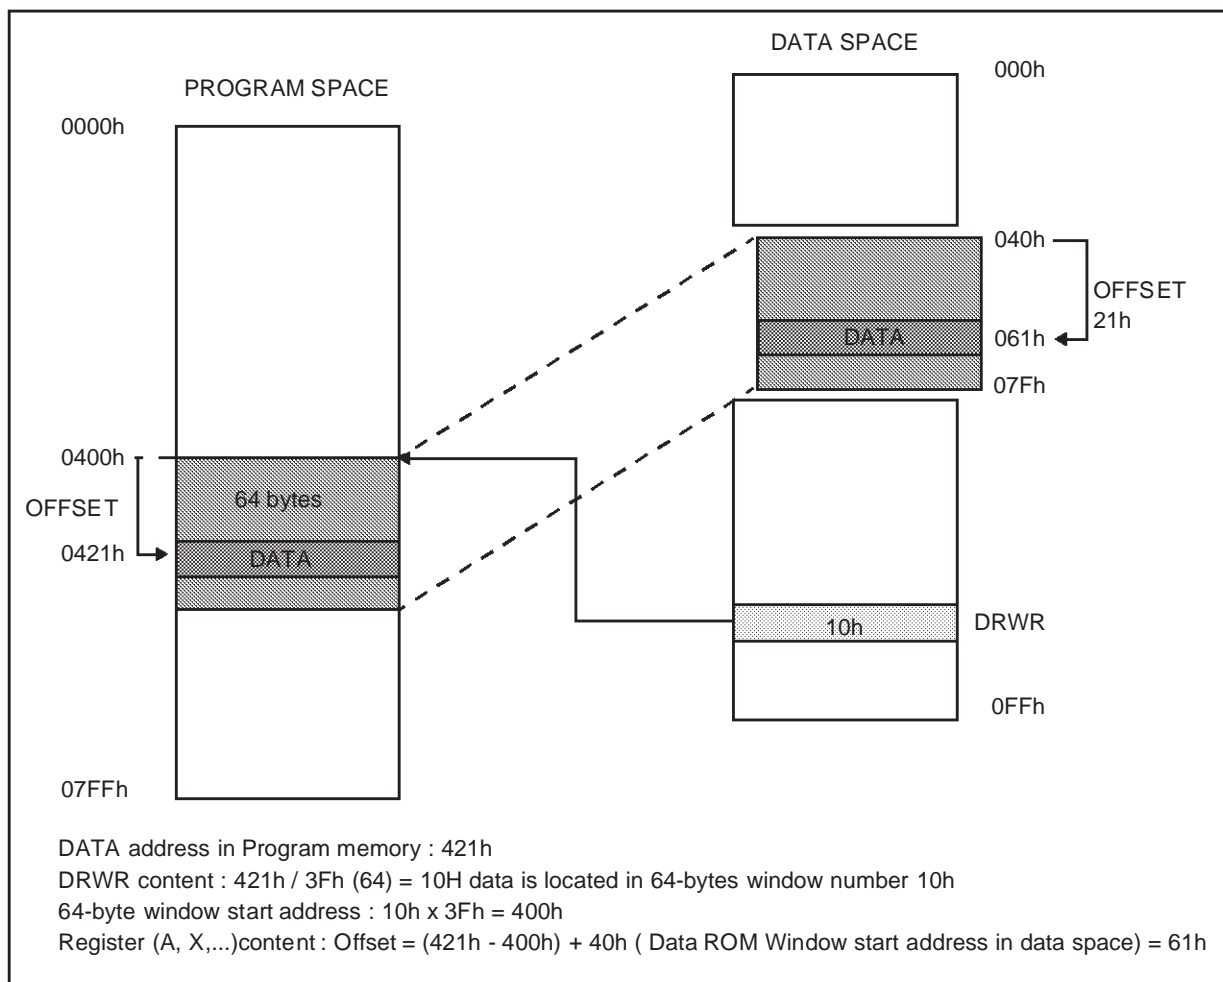 DATA SPACE
000h
PROGRAM SPACE
0000h
040h
OFFSET
21h
DATA
061h
07Fh
0400h
64 bytes
OFFSET
0421h
DATA
10h
DRWR
0FFh
07FFh
DATA address in Program memory : 421h
DRWR content : 421h / 3Fh (64) = 10H data is located in 64-bytes window number 10h
64-byte window start address : 10h x 3Fh = 400h
Register (A, X,...)content : Offset = (421h - 400h) + 40h ( Data ROM Window start address in data space) = 61h